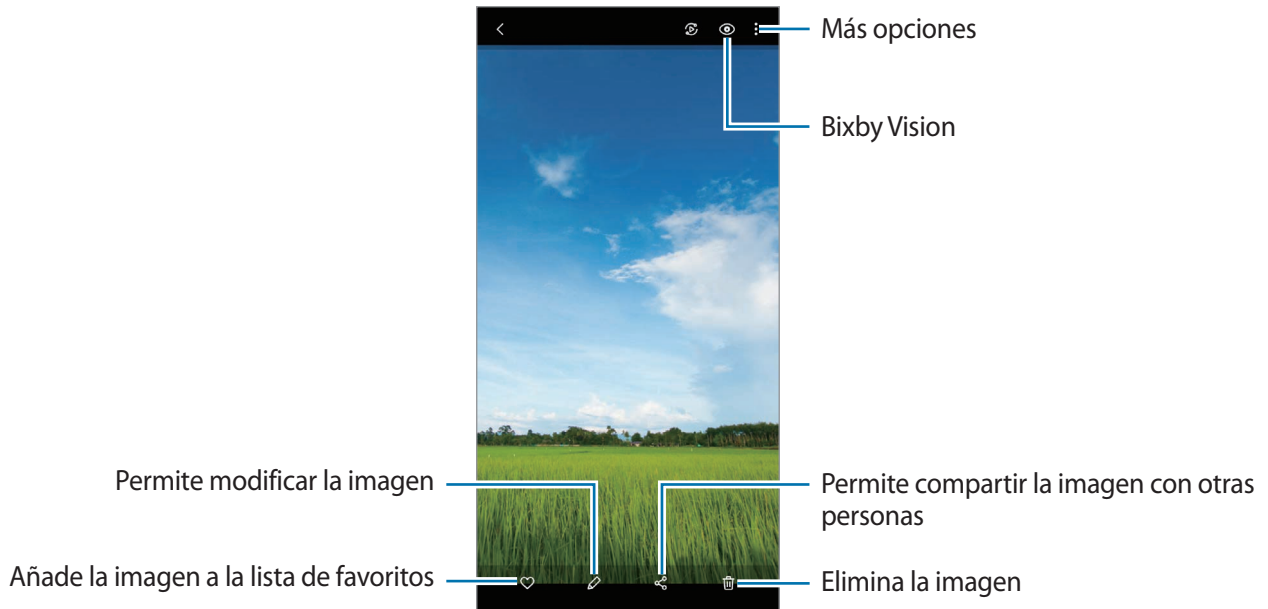 Más opciones
Bixby Vision
Permite modificar la imagen
Permite compartir la imagen con otras
personas
Añade la imagen a la lista de favoritos
Elimina la imagen